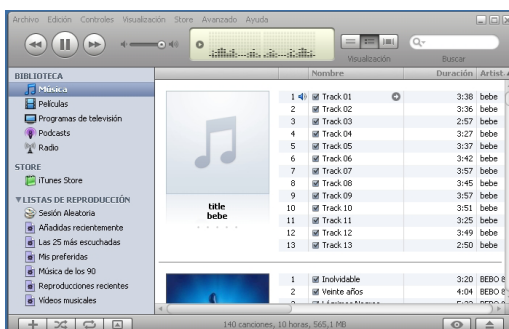 Archivo Edición Controles Visualización Store Avanzado Ayuda
Visualización
Buscar
BIBLIOTECA
Música
Películas
Programas de televisión
Podcasts
Radio
STORE
iTunes Store
LISTAS DE REPRODUCCIÓN
Sesión Aleatoria
Añadidas recientemente
Las 25 más escuchadas
Mis preferidas
Música de los 90
Reproducciones recientes
Vídeos musicales
Nombre Duración Artist
title
bebe
1 Track 01 3:38 bebe
2 Track 02 3:36 bebe
3 Track 03 2:57 bebe
4 Track 04 3:27 bebe
5 Track 05 3:37 bebe
6 Track 06 3:42 bebe
7 Track 07 3:57 bebe
8 Track 08 3:45 bebe
9 Track 09 3:57 bebe
10 Track 10 3:51 bebe
11 Track 11 3:25 bebe
12 Track 12 3:49 bebe
13 Track 13 2:50 bebe
1 Inolvidable 3:20 BEBO
2 Veinte años 4:04 BEBO
140 canciones, 10 horas, 565,1 MB